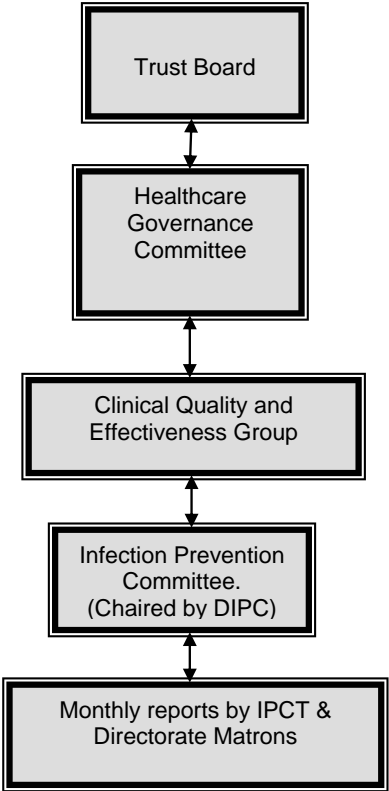 Trust Board
Healthcare
Governance
Committee
Clinical Quality and
Effectiveness Group
Infection Prevention
Committee.
(Chaired by DIPC)
Monthly reports by IPCT &
Directorate Matrons